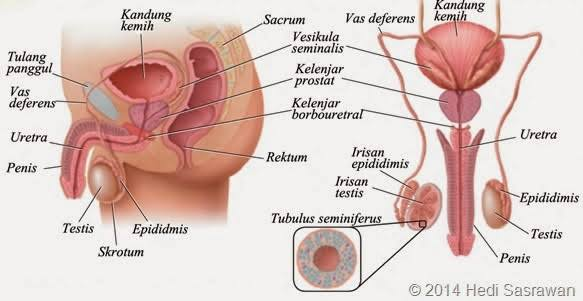 Kandung
kemih
Sacrum
Vas deferens
Kandung
kemih
Tulang
panggul
Vesikula
seminalis
Vas
deferens
Kelenjar
prostat
Kelenjar
borbouretral
Uretra
Uretra
Penis
Rektum
Irisan
epididimis
Irisan
testis
Epididimis
Testis
Epididmis
Tubulus seminiferus
Testis
Skrotum
Penis
© 2014 Hedi Sasrawan